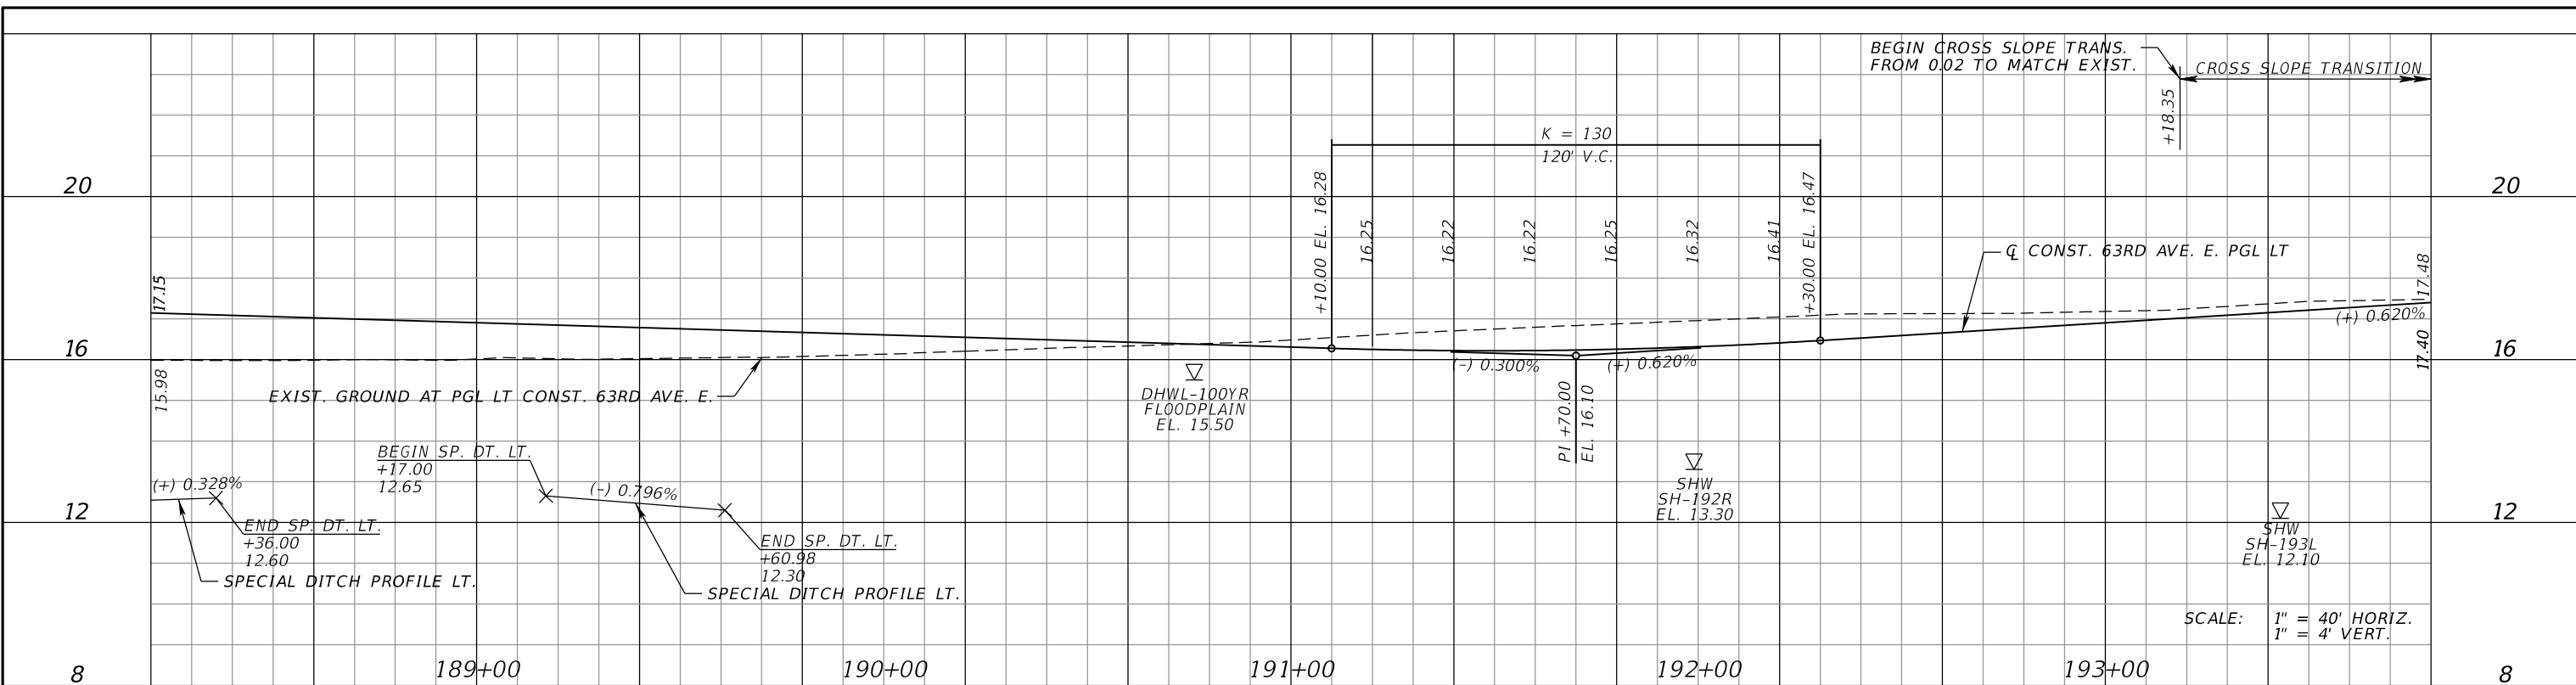 BEGIN CROSS SLOPE TRANS.
FROM 0.02 TO MATCH EXIST.
CROSS SLOPE TRANSITION
+18.35
K = 130
120' V.C.
20
20
+10.00 EL. 16.28
16.25
16.22
16.22
16.25
16.32
16.41
+30.00 EL. 16.47
℄ CONST. 63RD AVE. E. PGL LT
17.15
17.48
(+) 0.620%
16
16
15.98
17.40
EXIST. GROUND AT PGL LT CONST. 63RD AVE. E.
DHWL-100YR
FLOODPLAIN
EL. 15.50
(-) 0.300%
(+) 0.620%
PI +70.00
EL. 16.10
BEGIN SP. DT. LT.
+17.00
12.65
(+) 0.328%
(-) 0.796%
SHW
SH-192R
EL. 13.30
12
12
END SP. DT. LT.
+36.00
12.60
SPECIAL DITCH PROFILE LT.
END SP. DT. LT.
+60.98
12.30
SPECIAL DITCH PROFILE LT.
SHW
SH-193L
EL. 12.10
SCALE: 1" = 40' HORIZ.
1" = 4' VERT.
8
189+00
190+00
191+00
192+00
193+00
8